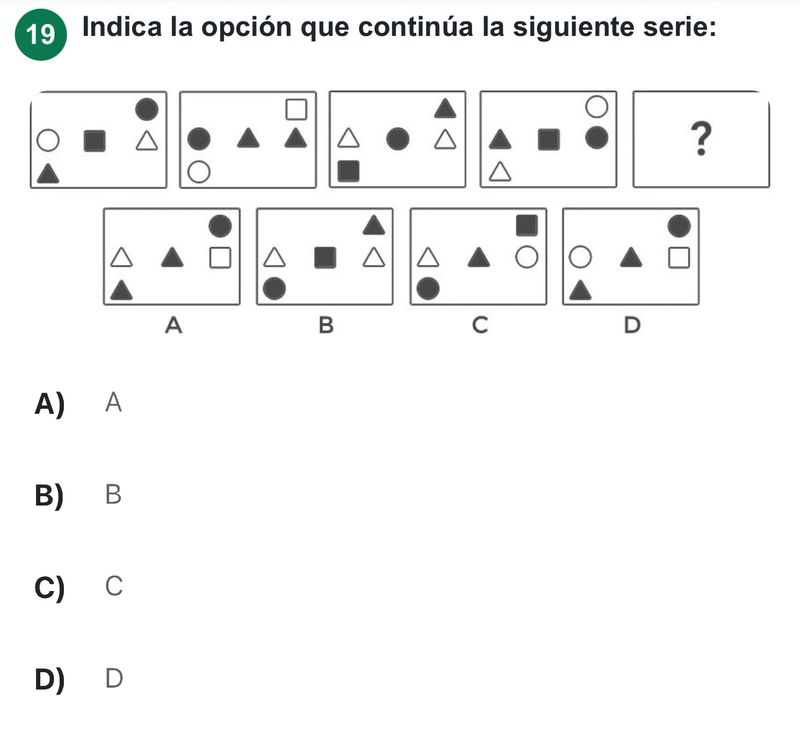 19 Indica la opción que continúa la siguiente serie:
?
A B C D
A) A
B) B
C) C
D) D